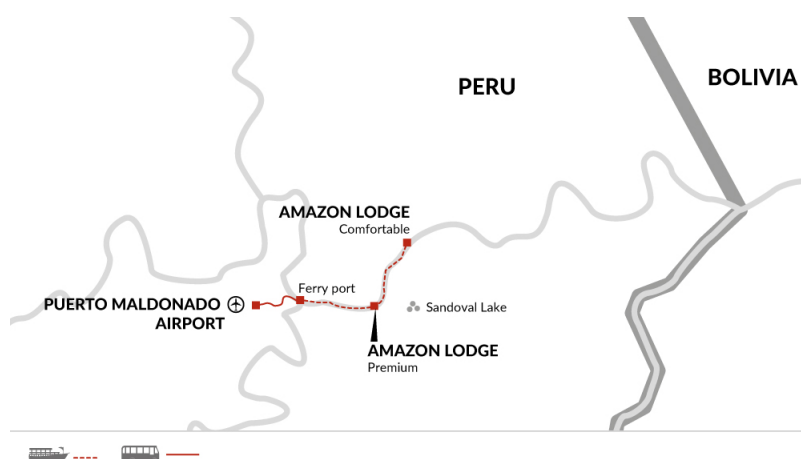 PERU
BOLIVIA
AMAZON LODGE
Comfortable
Ferry port
PUERTO MALDONADO
AIRPORT
Sandoval Lake
AMAZON LODGE
Premium